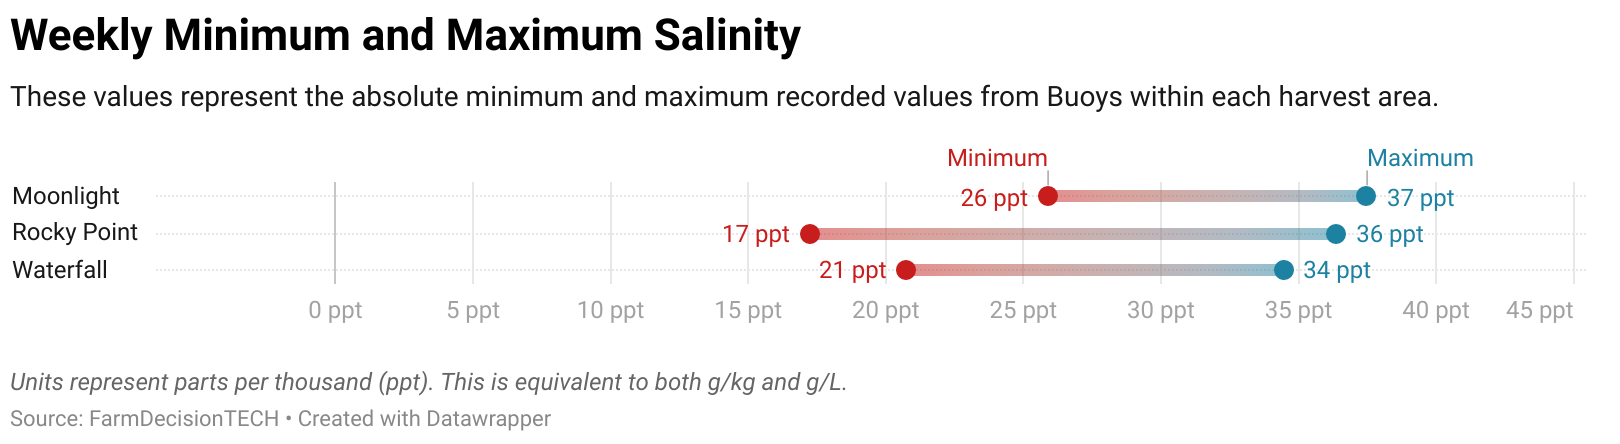 Weekly Minimum and Maximum Salinity
These values represent the absolute minimum and maximum recorded values from Buoys within each harvest area.
Minimum Maximum
Moonlight 26 ppt 37 ppt
Rocky Point 17 ppt 36 ppt
Waterfall 21 ppt 34 ppt
0 ppt 5 ppt 10 ppt 15 ppt 20 ppt 25 ppt 30 ppt 35 ppt 40 ppt 45 ppt
Units represent parts per thousand (ppt). This is equivalent to both g/kg and g/L.
Source: FarmDecisionTECH • Created with Datawrapper